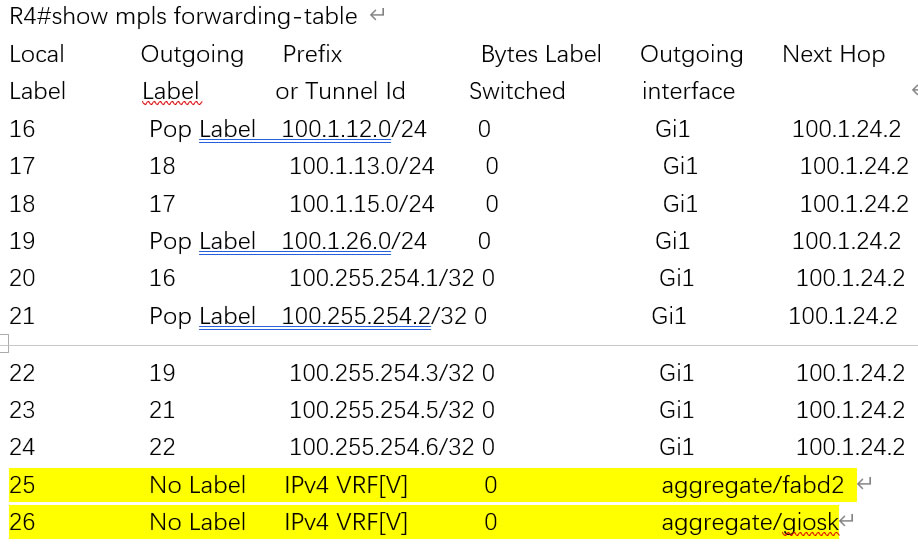 R4#show mpls forwarding-table
Local Outgoing Prefix Bytes Label Outgoing Next Hop
Label Label or Tunnel Id Switched interface
16 Pop Label 100.1.12.0/24 0 Gi1 100.1.24.2
17 18 100.1.13.0/24 0 Gi1 100.1.24.2
18 17 100.1.15.0/24 0 Gi1 100.1.24.2
19 Pop Label 100.1.26.0/24 0 Gi1 100.1.24.2
20 16 100.255.254.1/32 0 Gi1 100.1.24.2
21 Pop Label 100.255.254.2/32 0 Gi1 100.1.24.2
22 19 100.255.254.3/32 0 Gi1 100.1.24.2
23 21 100.255.254.5/32 0 Gi1 100.1.24.2
24 22 100.255.254.6/32 0 Gi1 100.1.24.2
25 No Label IPv4 VRF[V] 0 aggregate/fabd2
26 No Label IPv4 VRF[V] 0 aggregate/giosk